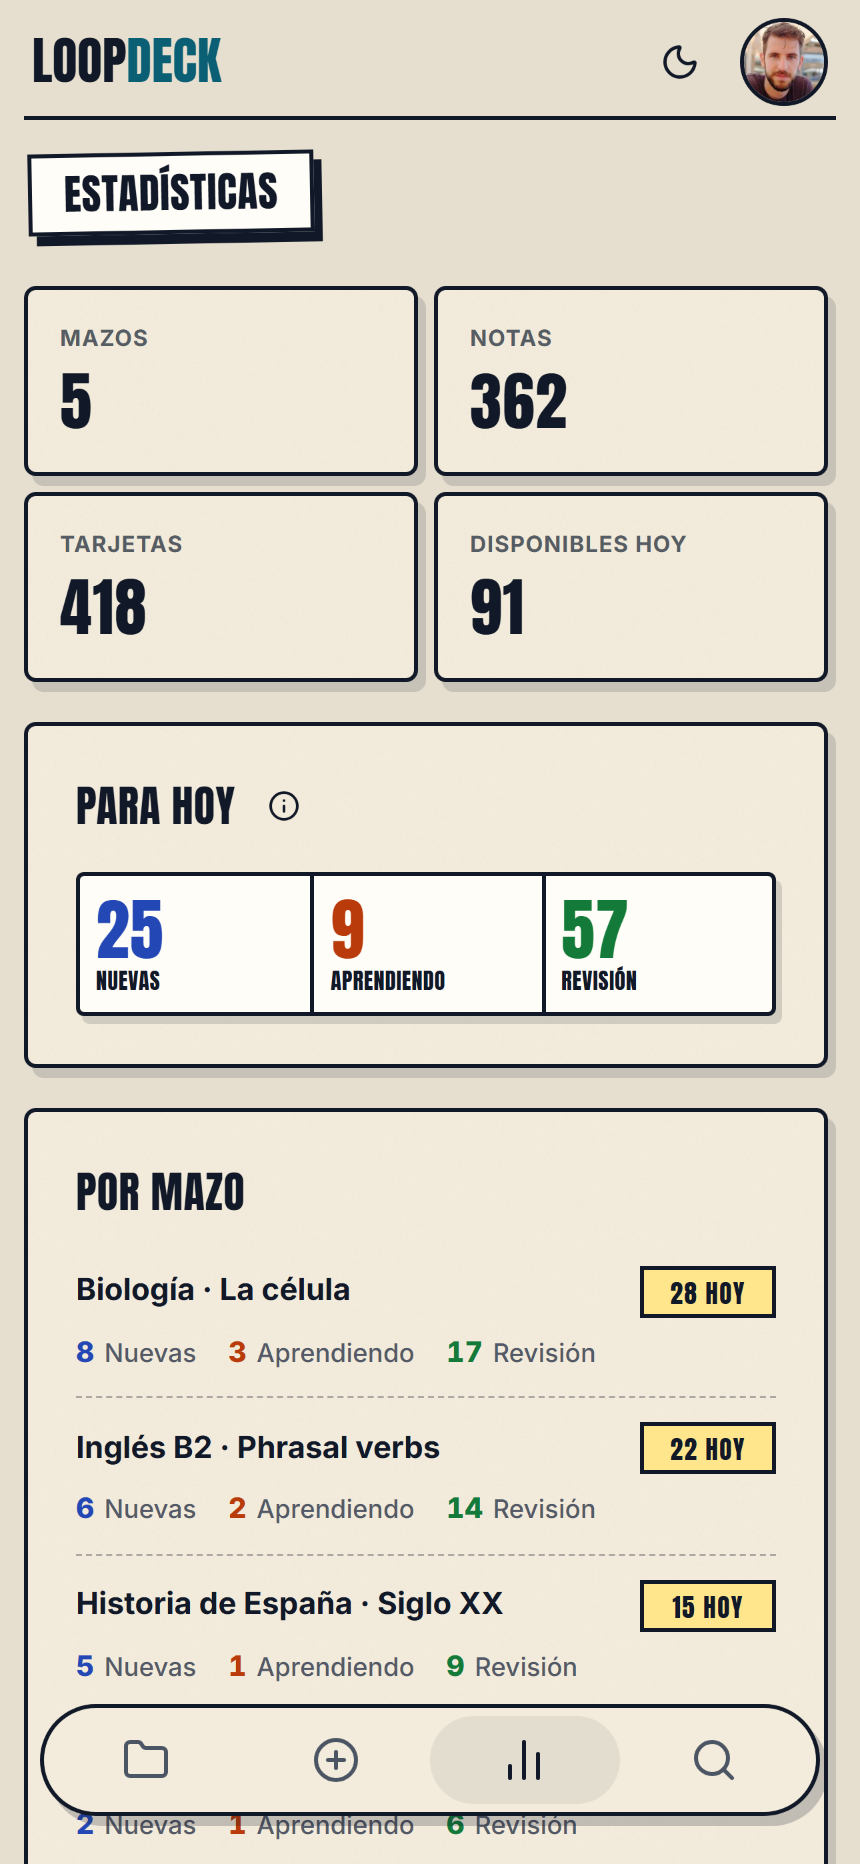 LOOPDECK
ESTADÍSTICAS
MAZOS
5
NOTAS
362
TARJETAS
418
DISPONIBLES HOY
91
PARA HOY
25
NUEVAS
9
APRENDIENDO
57
REVISIÓN
POR MAZO
Biología · La célula
28 HOY
8 Nuevas 3 Aprendiendo 17 Revisión
Inglés B2 · Phrasal verbs
22 HOY
6 Nuevas 2 Aprendiendo 14 Revisión
Historia de España · Siglo XX
15 HOY
5 Nuevas 1 Aprendiendo 9 Revisión
2 Nuevas 1 Aprendiendo 6 Revisión